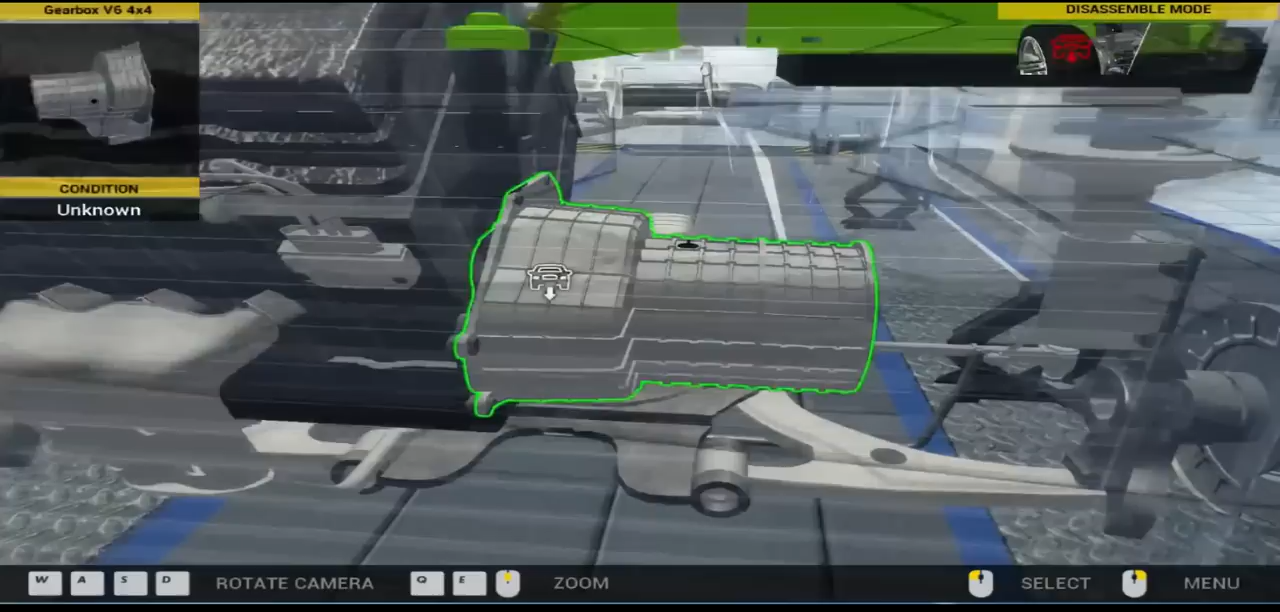 Gearbox V6 4x4
DISASSEMBLE MODE
CONDITION
Unknown
W A S D ROTATE CAMERA Q E ZOOM SELECT MENU